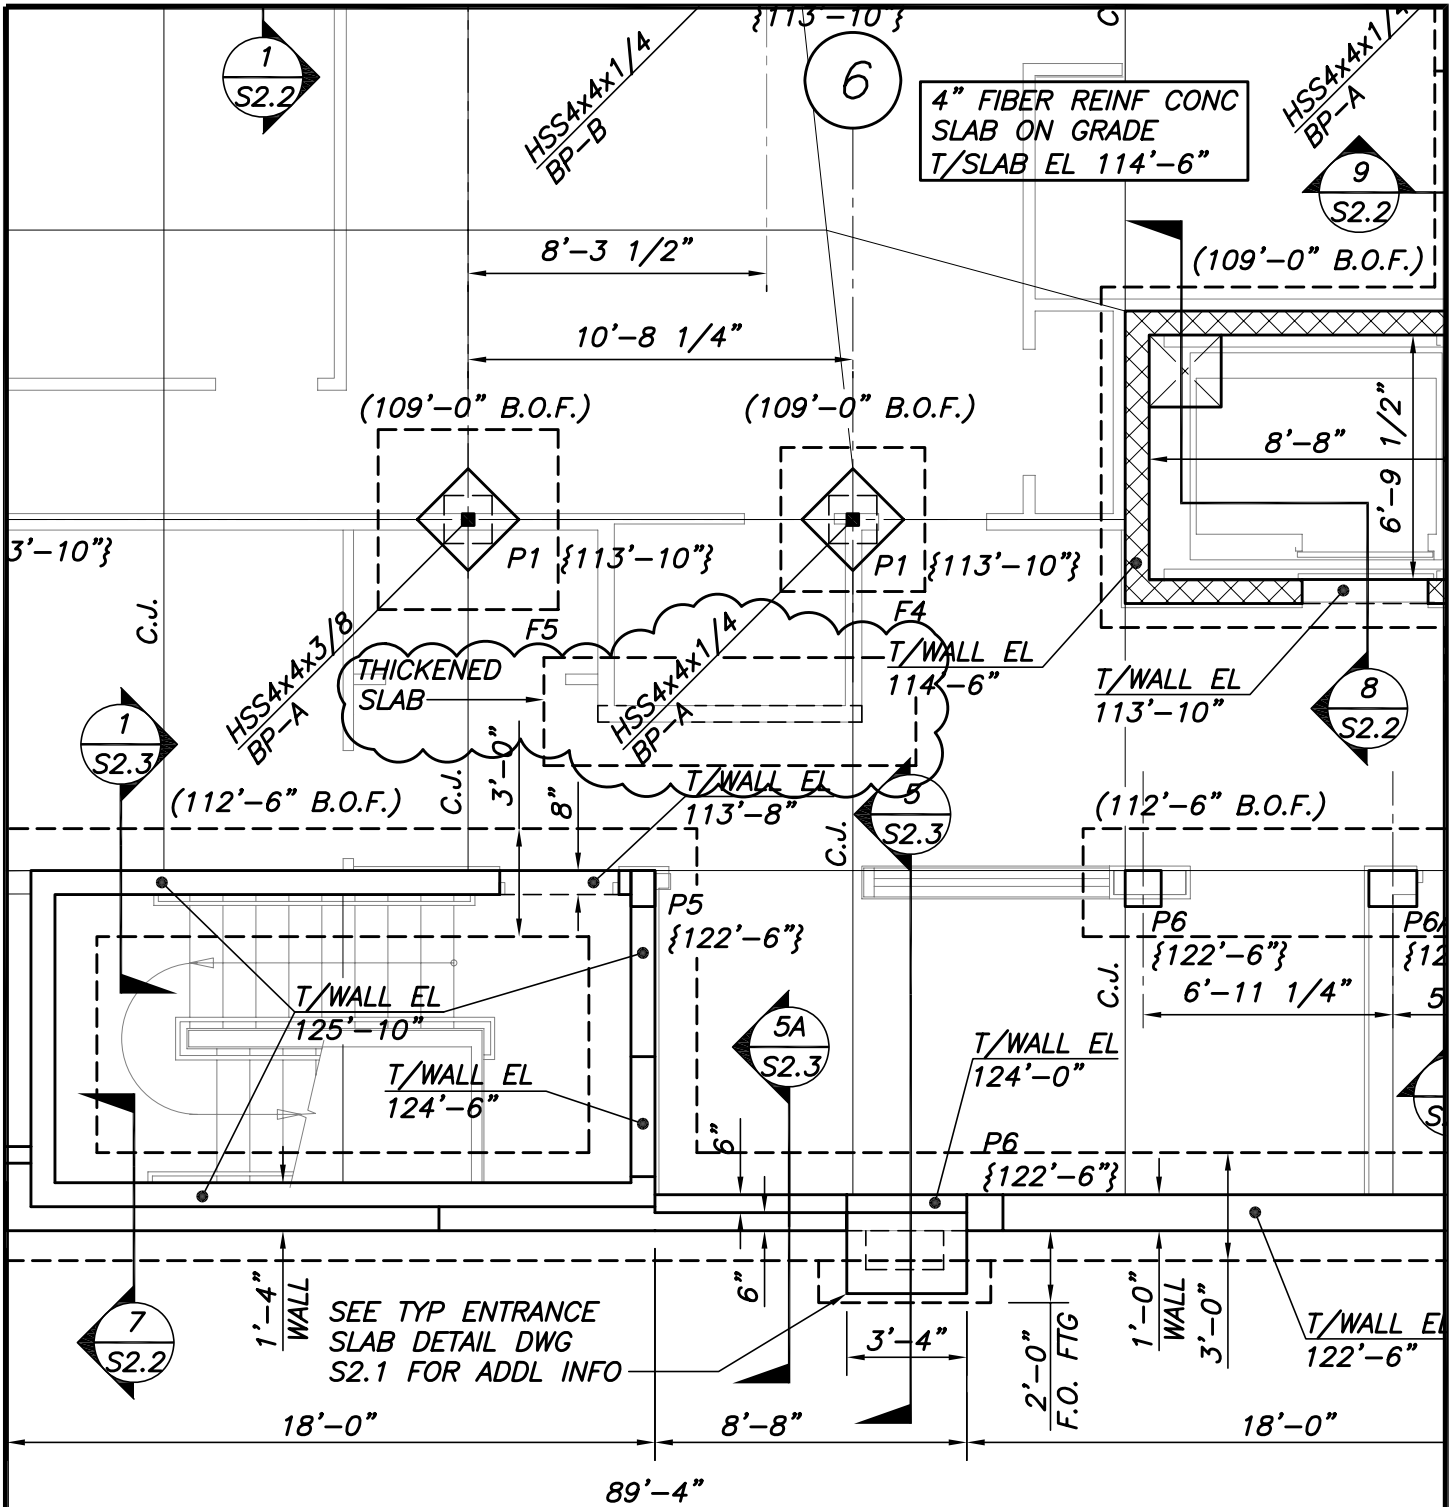 {113'-10"}
C
1
S2.2
HSS4x4x1/4
BP-B
6
4" FIBER REINF CONC
SLAB ON GRADE
T/SLAB EL 114'-6"
HSS4x4x1/4
BP-A
9
S2.2
8'-3 1/2"
(109'-0" B.O.F.)
10'-8 1/4"
(109'-0" B.O.F.)
(109'-0" B.O.F.)
8'-8"
6'-9 1/2"
3'-10"}
P1 {113'-10"}
P1 {113'-10"}
C.J.
HSS4x4x3/8
BP-A
F5
F4
THICKENED
SLAB
HSS4x4x1/4
BP-A
T/WALL EL
114'-6"
T/WALL EL
113'-10"
8
S2.2
1
S2.3
(112'-6" B.O.F.)
C.J.
3'-0"
8"
T/WALL EL
113'-8"
5
S2.3
C.J.
(112'-6" B.O.F.)
P5
{122'-6"}
P6
{122'-6"}
P6/
{12
C.J.
6'-11 1/4"
5
T/WALL EL
125'-10"
5A
S2.3
T/WALL EL
124'-0"
T/WALL EL
124'-6"
S
6"
P6
{122'-6"}
1'-4"
WALL
SEE TYP ENTRANCE
SLAB DETAIL DWG
S2.1 FOR ADDL INFO
6"
3'-4"
2'-0"
F.O. FTG
1'-0"
WALL
3'-0"
T/WALL EL
122'-6"
7
S2.2
18'-0"
8'-8"
18'-0"
89'-4"